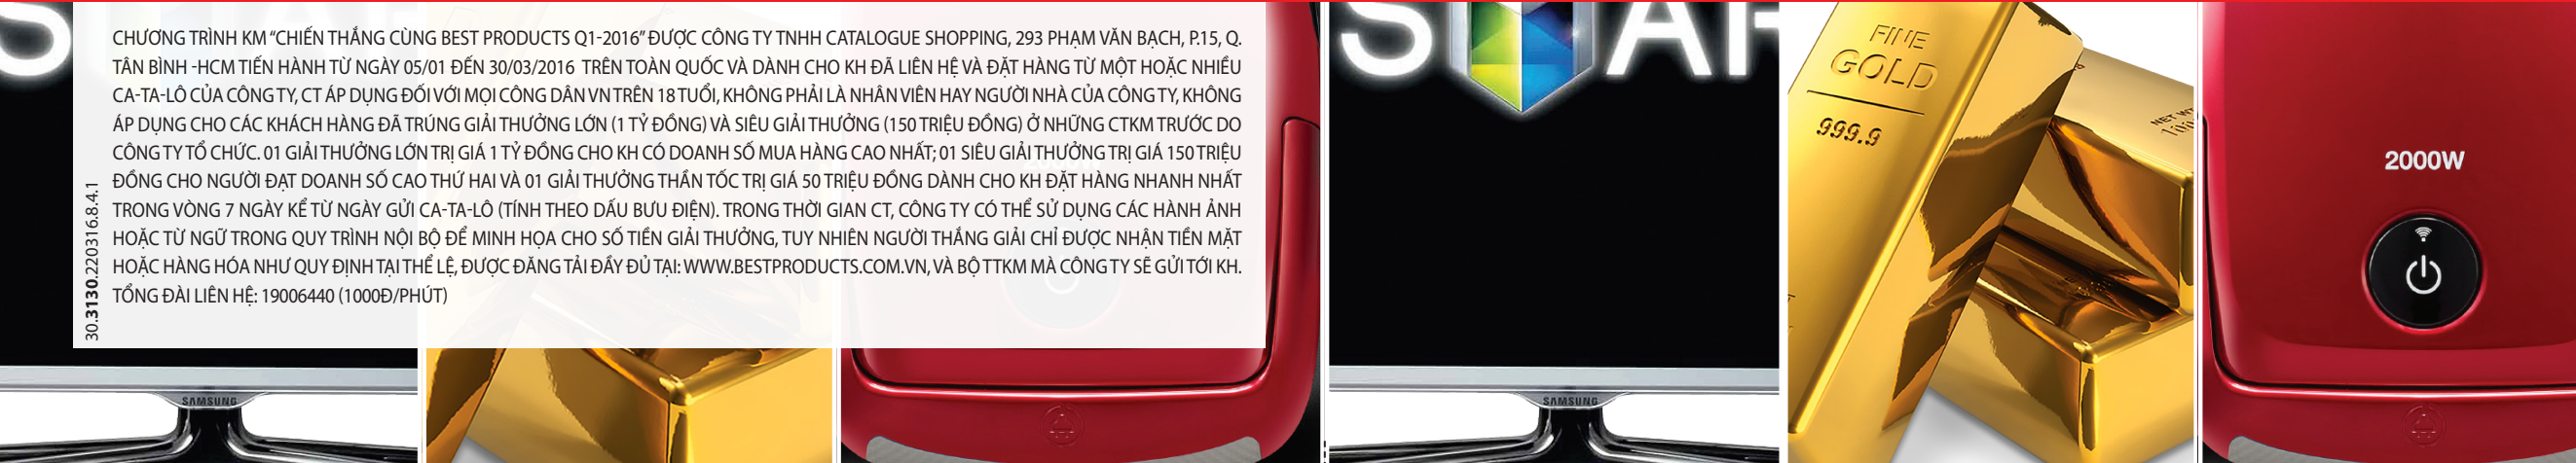 CHƯƠNG TRÌNH KM "CHIẾN THẮNG CÙNG BEST PRODUCTS Q1-2016" ĐƯỢC CÔNG TY TNHH CATALOGUE SHOPPING, 293 PHẠM VĂN BẠCH, P.15, Q.
TÂN BÌNH -HCM TIẾN HÀNH TỪ NGÀY 05/01 ĐẾN 30/03/2016 TRÊN TOÀN QUỐC VÀ DÀNH CHO KH ĐÃ LIÊN HỆ VÀ ĐẶT HÀNG TỪ MỘT HOẶC NHIỀU
CA-TA-LÔ CỦA CÔNG TY, CT ÁP DỤNG ĐỐI VỚI MỌI CÔNG DÂN VN TRÊN 18 TUỔI, KHÔNG PHẢI LÀ NHÂN VIÊN HAY NGƯỜI NHÀ CỦA CÔNG TY, KHÔNG
ÁP DỤNG CHO CÁC KHÁCH HÀNG ĐÃ TRÚNG GIẢI THƯỞNG LỚN (1 TỶ ĐỒNG) VÀ SIÊU GIẢI THƯỞNG (150 TRIỆU ĐỒNG) Ở NHỮNG CTKM TRƯỚC DO
CÔNG TY TỔ CHỨC. 01 GIẢI THƯỞNG LỚN TRỊ GIÁ 1 TỶ ĐỒNG CHO KH CÓ DOANH SỐ MUA HÀNG CAO NHẤT; 01 SIÊU GIẢI THƯỞNG TRỊ GIÁ 150 TRIỆU
ĐỒNG CHO NGƯỜI ĐẠT DOANH SỐ CAO THỨ HAI VÀ 01 GIẢI THƯỞNG THẦN TỐC TRỊ GIÁ 50 TRIỆU ĐỒNG DÀNH CHO KH ĐẶT HÀNG NHANH NHẤT
TRONG VÒNG 7 NGÀY KỂ TỪ NGÀY GỬI CA-TA-LÔ (TÍNH THEO DẤU BƯU ĐIỆN). TRONG THỜI GIAN CT, CÔNG TY CÓ THỂ SỬ DỤNG CÁC HÀNH ẢNH
HOẶC TỪ NGỮ TRONG QUY TRÌNH NỘI BỘ ĐỂ MINH HỌA CHO SỐ TIỀN GIẢI THƯỞNG, TUY NHIÊN NGƯỜI THẮNG GIẢI CHỈ ĐƯỢC NHẬN TIỀN MẶT
HOẶC HÀNG HÓA NHƯ QUY ĐỊNH TẠI THỂ LỆ, ĐƯỢC ĐĂNG TẢI ĐẦY ĐỦ TẠI: WWW.BESTPRODUCTS.COM.VN, VÀ BỘ TTKM MÀ CÔNG TY SẼ GỬI TỚI KH.
TỔNG ĐÀI LIÊN HỆ: 19006440 (1000Đ/PHÚT)
30.3130.220316.8.4.1
SAMSUNG
SAMSUNG
FINE
GOLD
999.9
NET WT
2000W